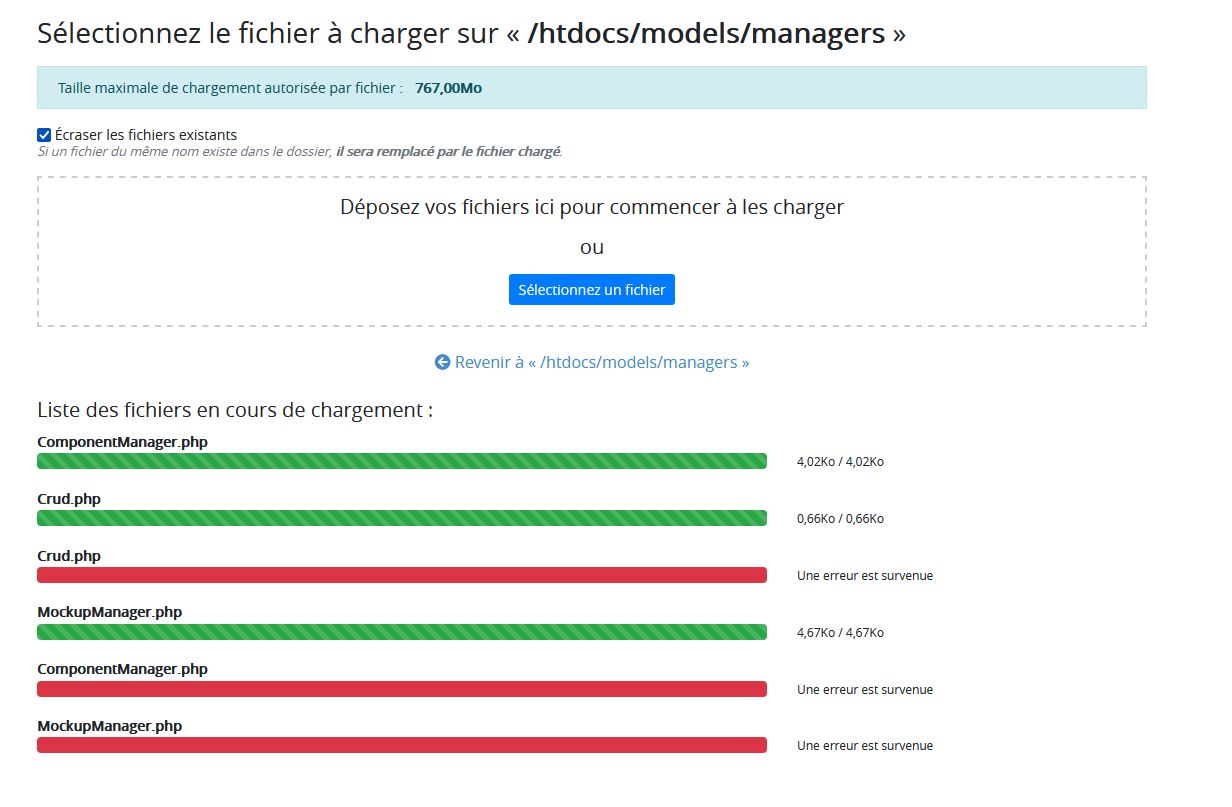 Sélectionnez le fichier à charger sur « /htdocs/models/managers »
Taille maximale de chargement autorisée par fichier : 767,00Mo
Écraser les fichiers existants
Si un fichier du même nom existe dans le dossier, il sera remplacé par le fichier chargé.
Déposez vos fichiers ici pour commencer à les charger
ou
Sélectionnez un fichier
Revenir à « /htdocs/models/managers »
Liste des fichiers en cours de chargement :
ComponentManager.php
4,02Ko / 4,02Ko
Crud.php
0,66Ko / 0,66Ko
Crud.php
Une erreur est survenue
MockupManager.php
4,67Ko / 4,67Ko
ComponentManager.php
Une erreur est survenue
MockupManager.php
Une erreur est survenue